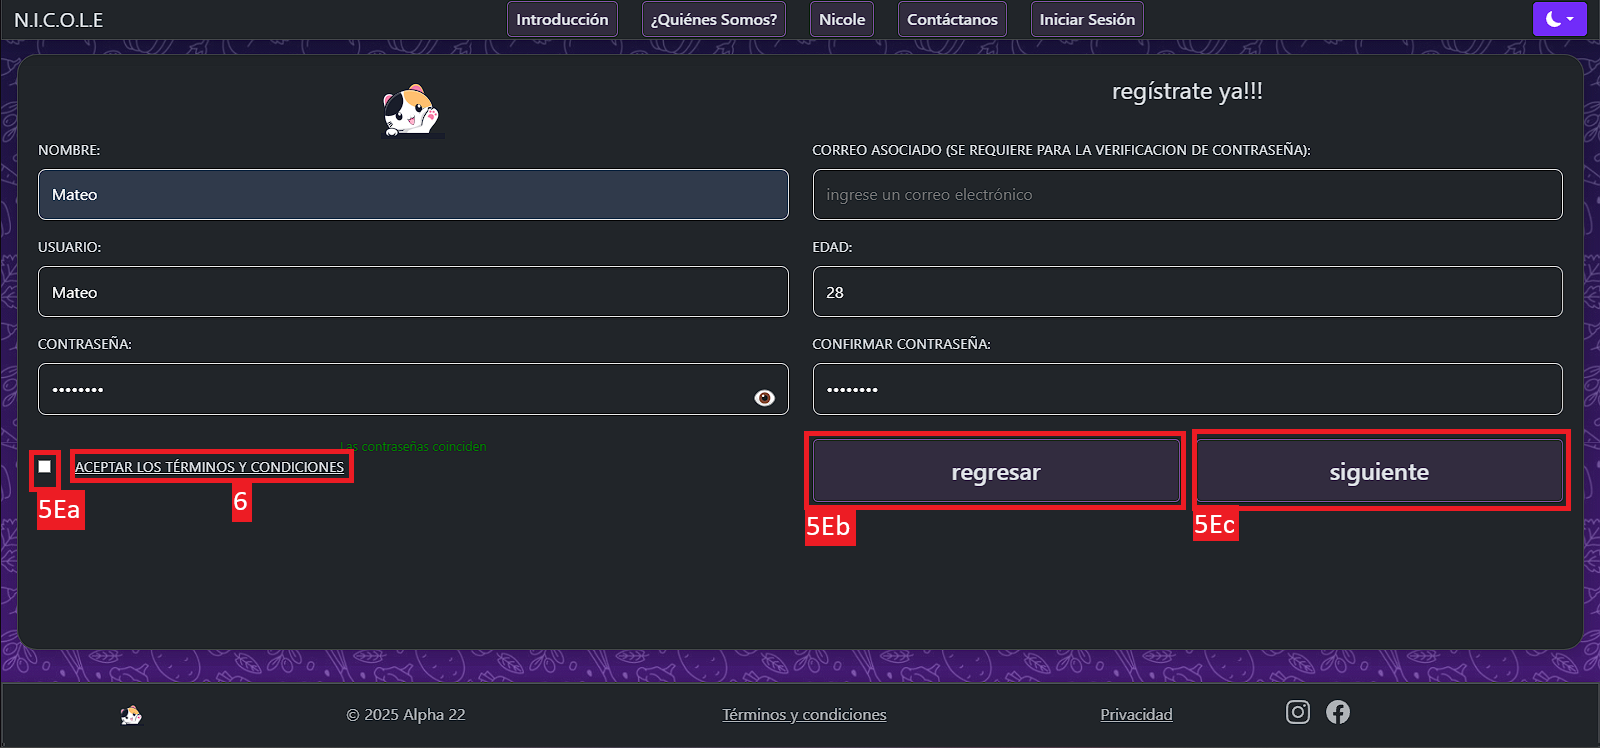 N.I.C.O.L.E
Introducción
¿Quiénes Somos?
Nicole
Contáctanos
Iniciar Sesión
regístrate ya!!!
NOMBRE:
Mateo
CORREO ASOCIADO (SE REQUIERE PARA LA VERIFICACION DE CONTRASEÑA):
ingrese un correo electrónico
USUARIO:
Mateo
EDAD:
28
CONTRASEÑA:
••••••••
CONFIRMAR CONTRASEÑA:
••••••••
Las contraseñas coinciden
ACEPTAR LOS TÉRMINOS Y CONDICIONES
5Ea
6
regresar
5Eb
siguiente
5Ec
© 2025 Alpha 22
Términos y condiciones
Privacidad